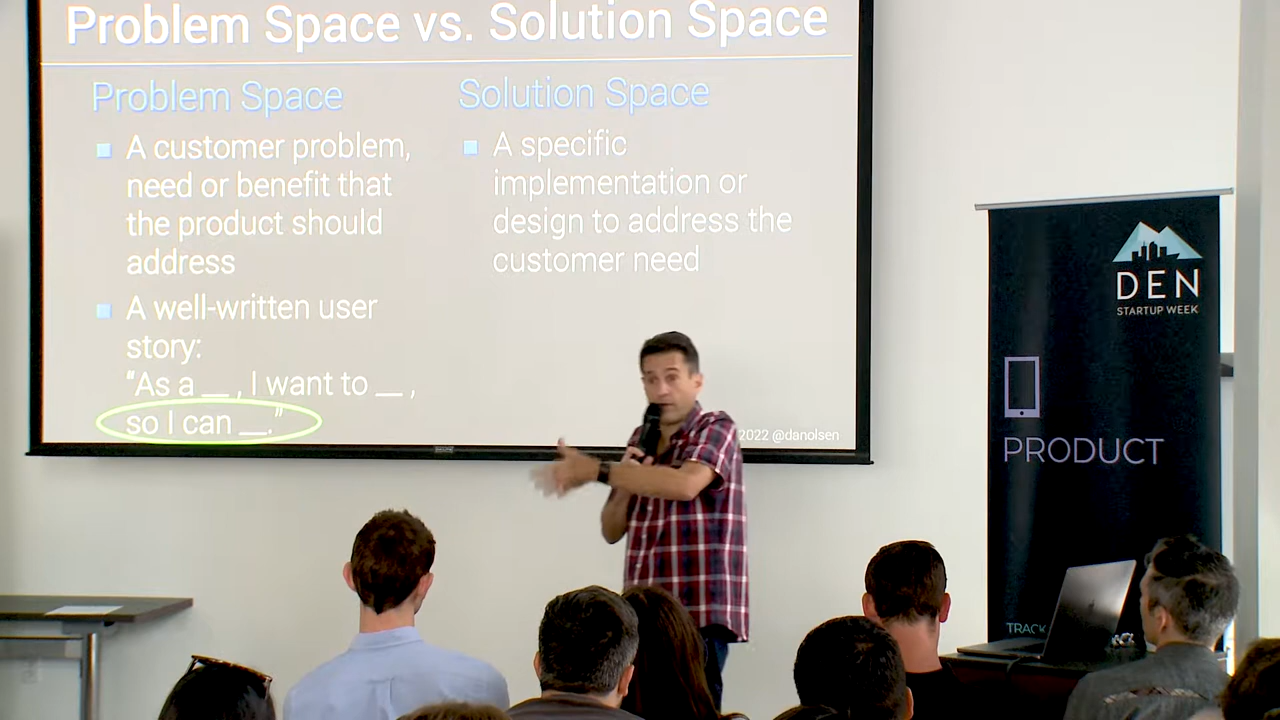 Problem Space vs. Solution Space
Problem Space
A customer problem,
need or benefit that
the product should
address
A well-written user
story:
"As a __ , I want to __ ,
so I can __."
Solution Space
A specific
implementation or
design to address the
customer need
2022 @danolsen
DEN
STARTUP WEEK
PRODUCT
TRACK